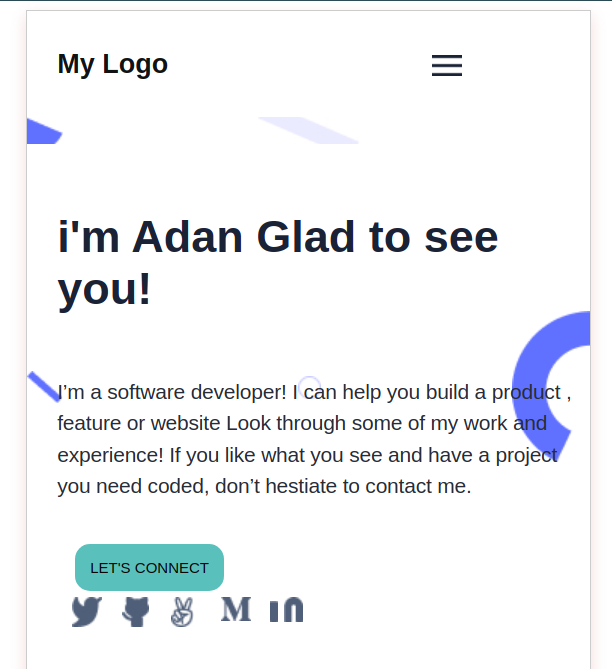 My Logo
i'm Adan Glad to see
you!
I’m a software developer! I can help you build a product ,
feature or website Look through some of my work and
experience! If you like what you see and have a project
you need coded, don’t hestiate to contact me.
LET'S CONNECT